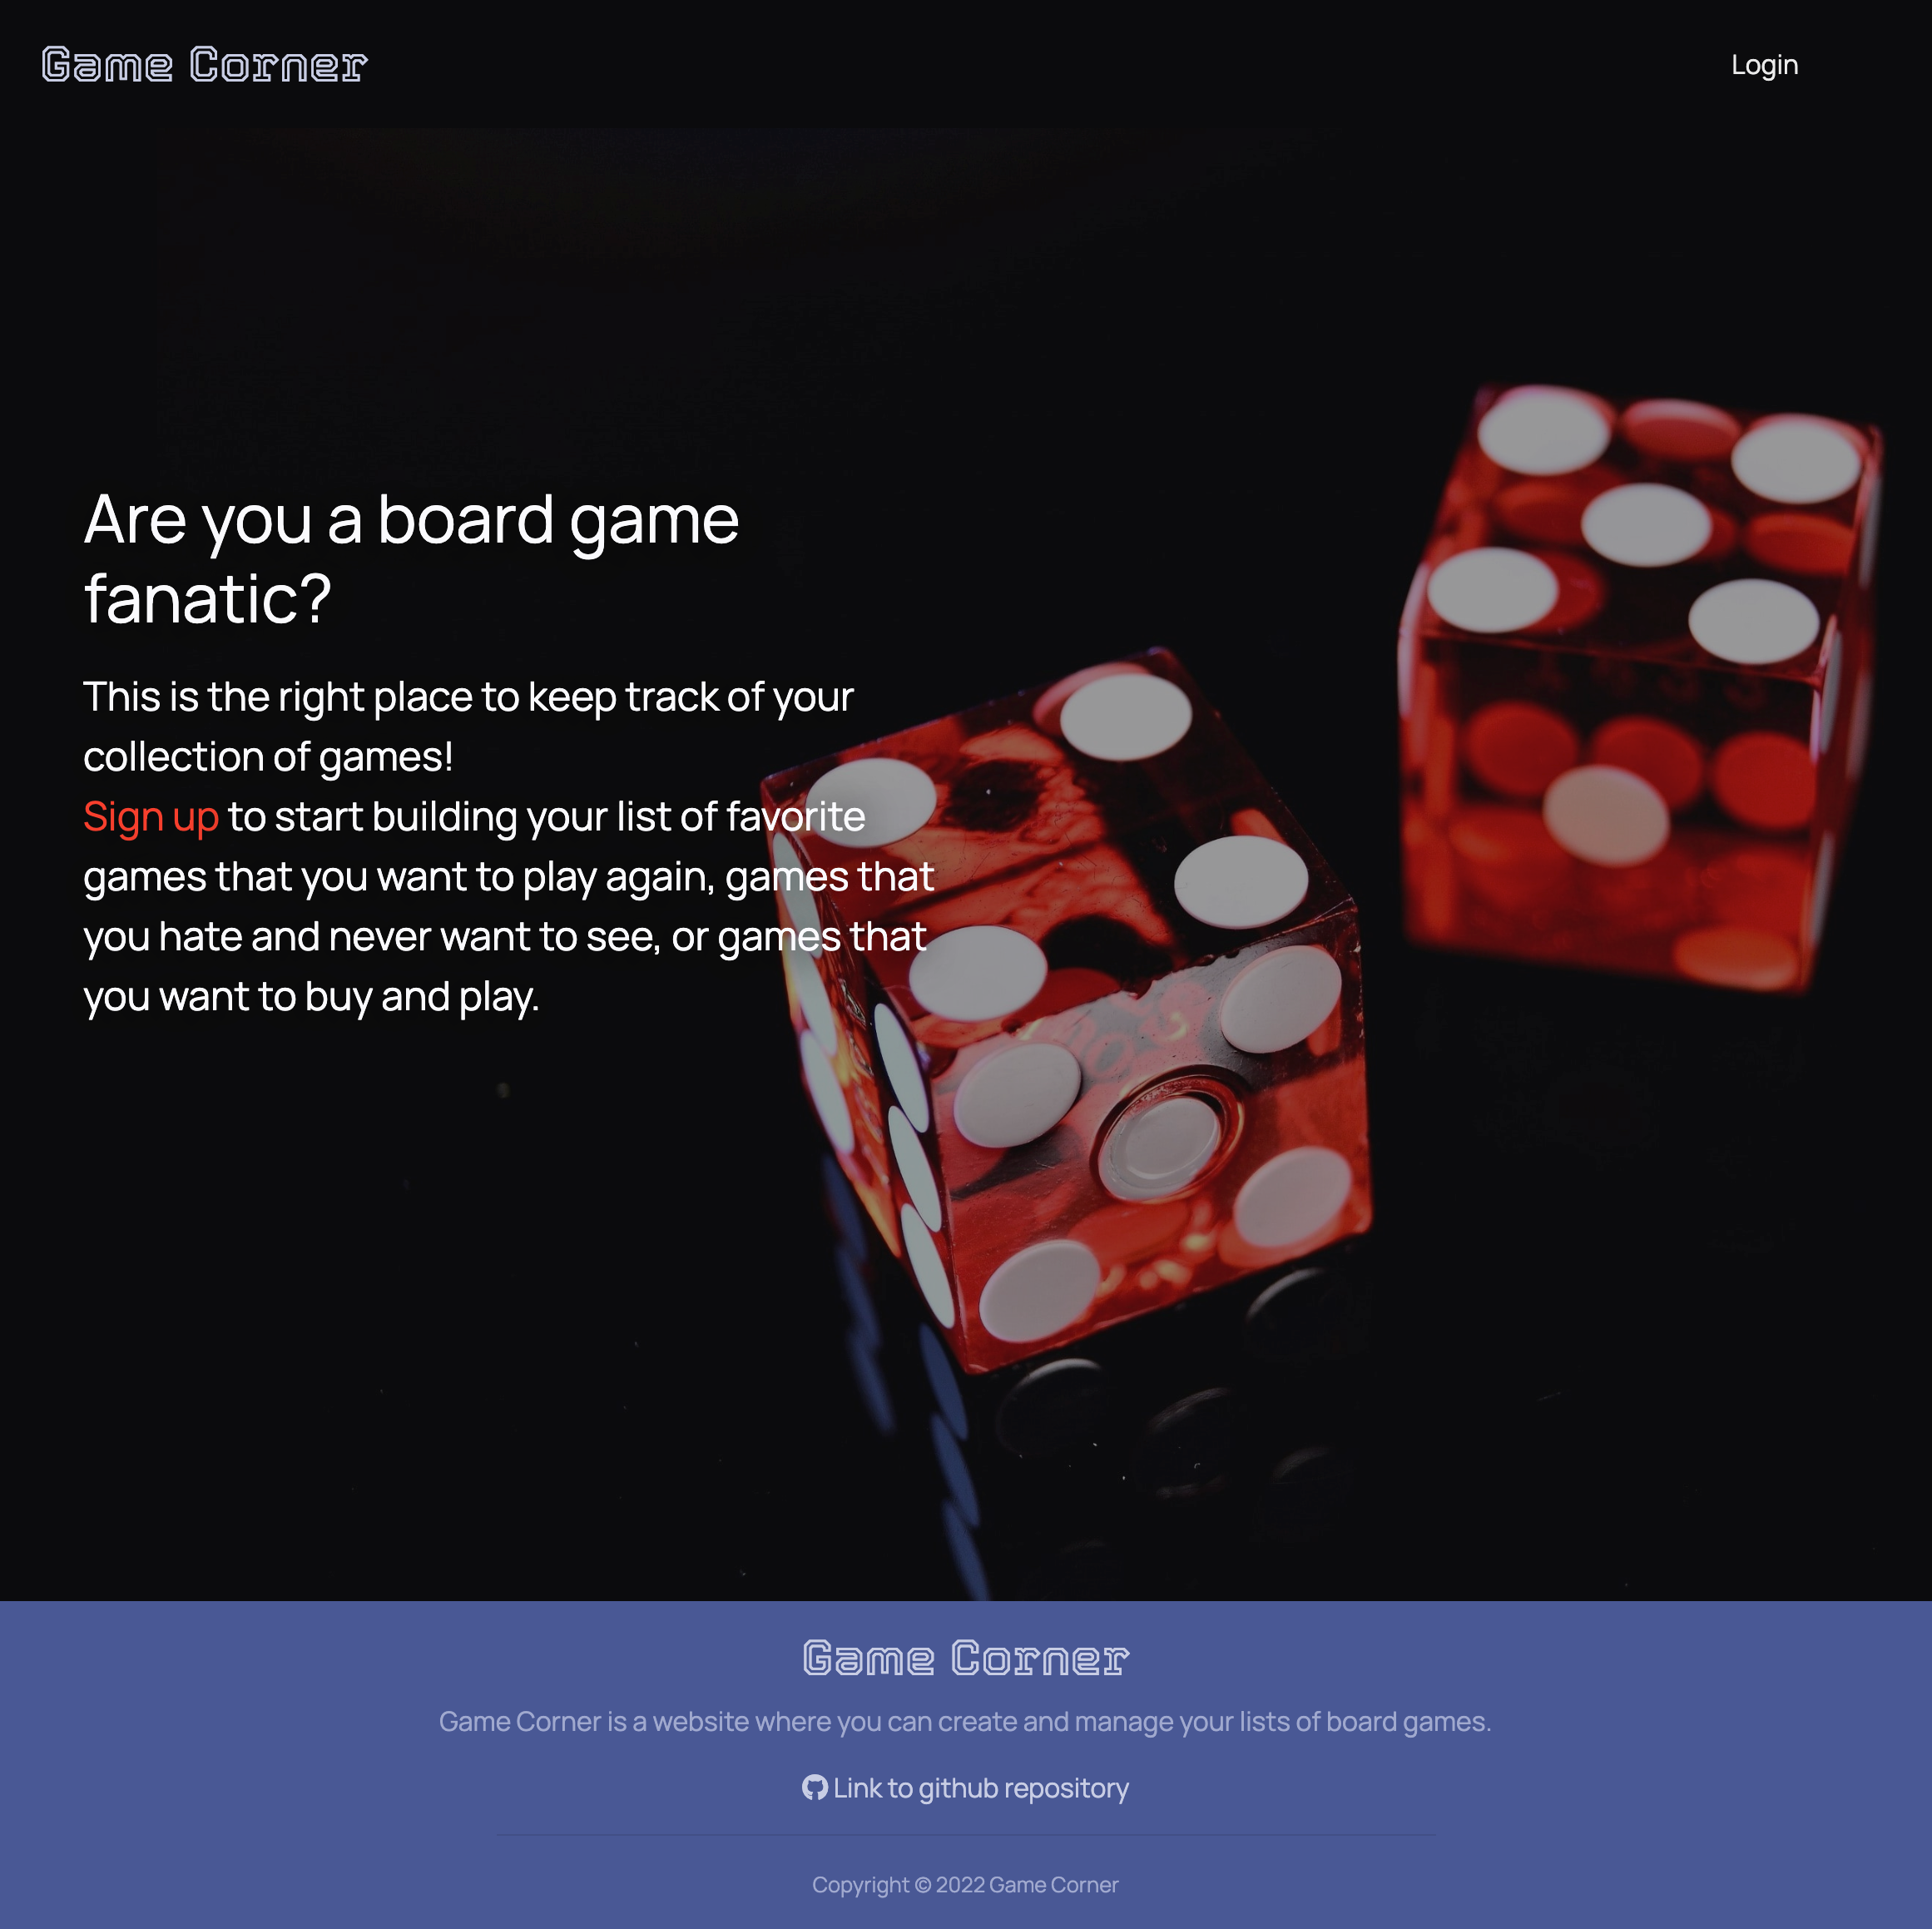 Game Corner
Login
Are you a board game
fanatic?
This is the right place to keep track of your
collection of games!
Sign up to start building your list of favorite
games that you want to play again, games that
you hate and never want to see, or games that
you want to buy and play.
Game Corner
Game Corner is a website where you can create and manage your lists of board games.
Link to github repository
Copyright © 2022 Game Corner